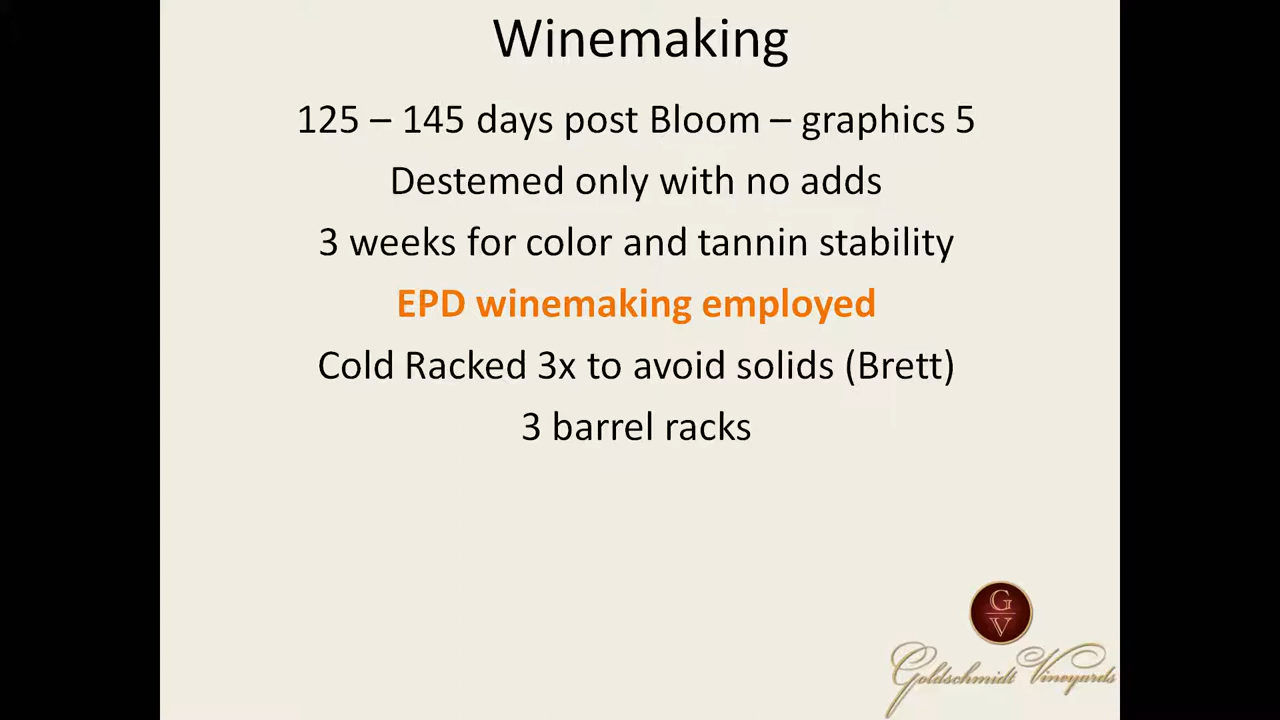 Winemaking
125 – 145 days post Bloom – graphics 5
Destemed only with no adds
3 weeks for color and tannin stability
EPD winemaking employed
Cold Racked 3x to avoid solids (Brett)
3 barrel racks
G
V
Goldschmidt Vineyards